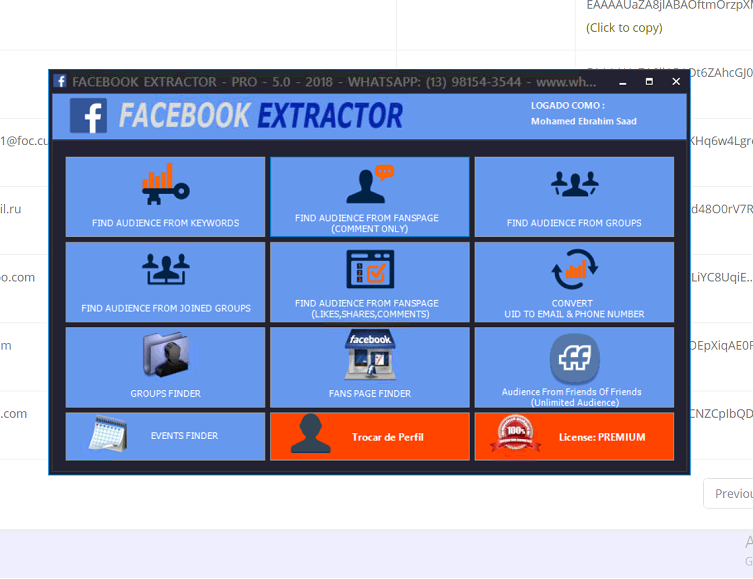 EAAAAUaZA8jlABAOftmOrzpXM
(Click to copy)
FACEBOOK EXTRACTOR - PRO - 5.0 - 2018 - WHATSAPP: (13) 98154-3544 - www.wh...
FACEBOOK EXTRACTOR
LOGADO COMO :
Mohamed Ebrahim Saad
1@foc.cu
FIND AUDIENCE FROM KEYWORDS
FIND AUDIENCE FROM FANSPAGE
(COMMENT ONLY)
FIND AUDIENCE FROM GROUPS
il.ru
d48O0rV7R
oo.com
LiYC8UqiE...
FIND AUDIENCE FROM JOINED GROUPS
FIND AUDIENCE FROM FANSPAGE
(LIKES,SHARES,COMMENTS)
CONVERT
UID TO EMAIL & PHONE NUMBER
m
DEpXiqAE0F
facebook
GROUPS FINDER
FANS PAGE FINDER
Audience From Friends Of Friends
(Unlimited Audience)
.com
CNZCpIbQD
EVENTS FINDER
Trocar de Perfil
100%
License: PREMIUM
Previou